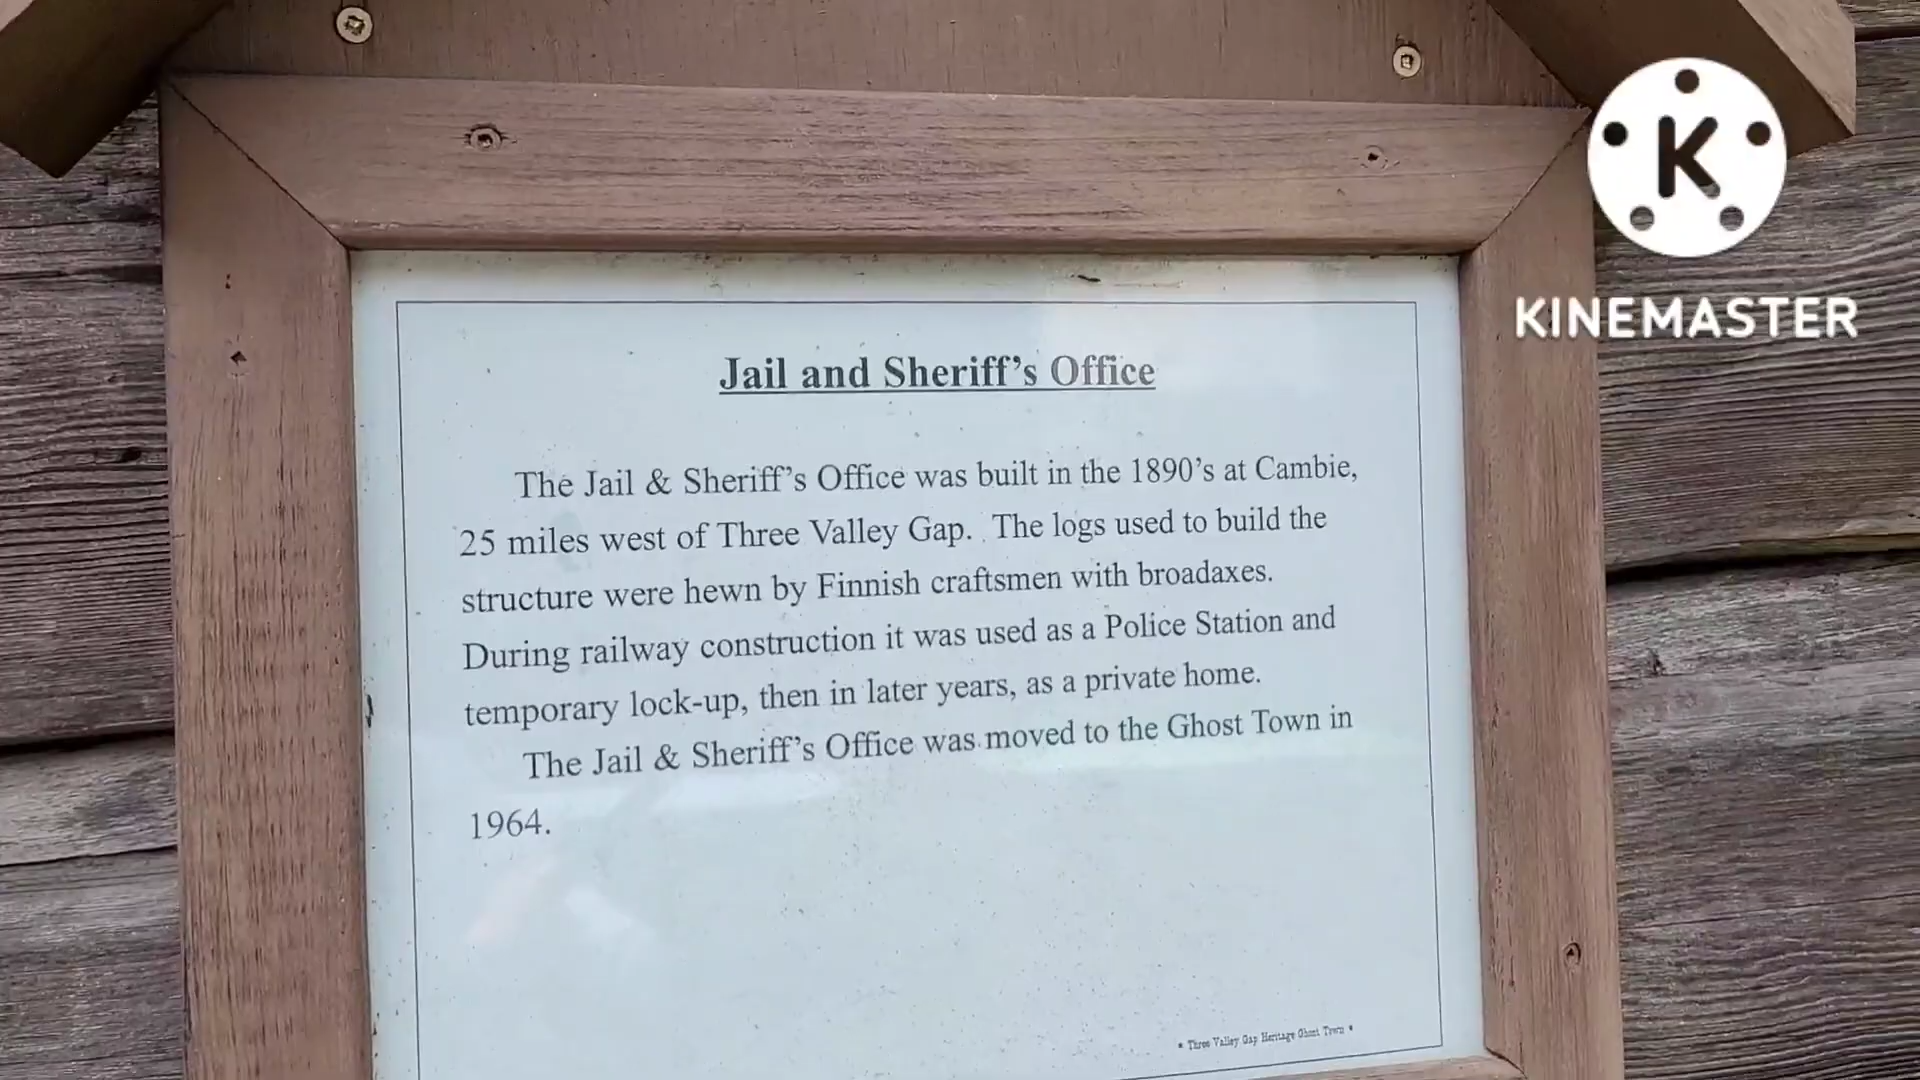 K
KINEMASTER
Jail and Sheriff's Office
The Jail & Sheriff's Office was built in the 1890's at Cambie,
25 miles west of Three Valley Gap. The logs used to build the
structure were hewn by Finnish craftsmen with broadaxes.
During railway construction it was used as a Police Station and
temporary lock-up, then in later years, as a private home.
The Jail & Sheriff's Office was moved to the Ghost Town in
1964.
* Three Valley Gap Heritage Ghost Town *